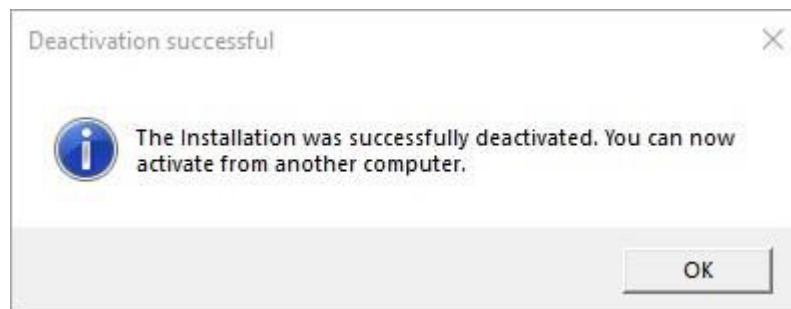 Deactivation successful
The Installation was successfully deactivated. You can now
activate from another computer.
OK